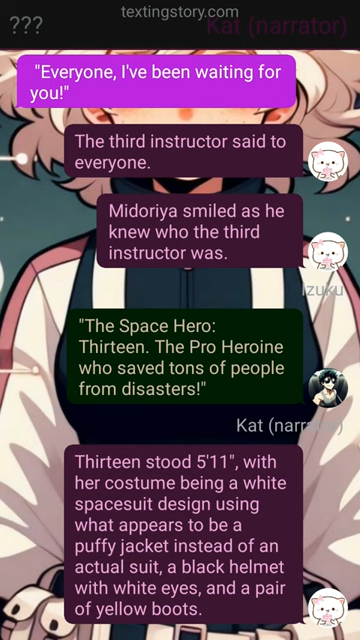 textingstory.com
???
Kat (narrator)
"Everyone, I've been waiting for
you!"
The third instructor said to
everyone.
Midoriya smiled as he
knew who the third
instructor was.
Izuku
"The Space Hero:
Thirteen. The Pro Heroine
who saved tons of people
from disasters!"
Kat (narrator)
Thirteen stood 5'11", with
her costume being a white
spacesuit design using
what appears to be a
puffy jacket instead of an
actual suit, a black helmet
with white eyes, and a pair
of yellow boots.